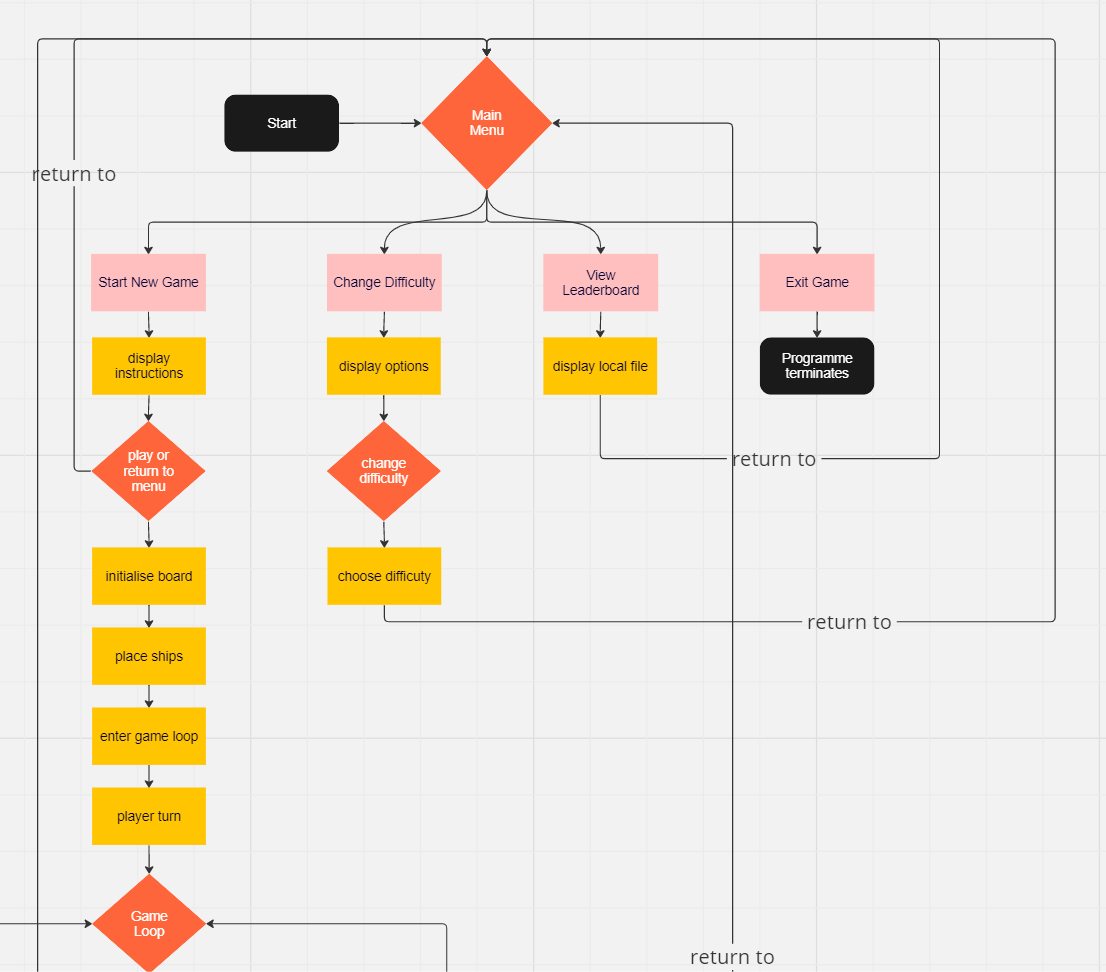 Start
Main
Menu
return to
Start New Game
Change Difficulty
View
Leaderboard
Exit Game
display
instructions
display options
display local file
Programme
terminates
play or
return to
menu
change
difficulty
return to
initialise board
choose difficuty
return to
place ships
enter game loop
player turn
Game
Loop
return to